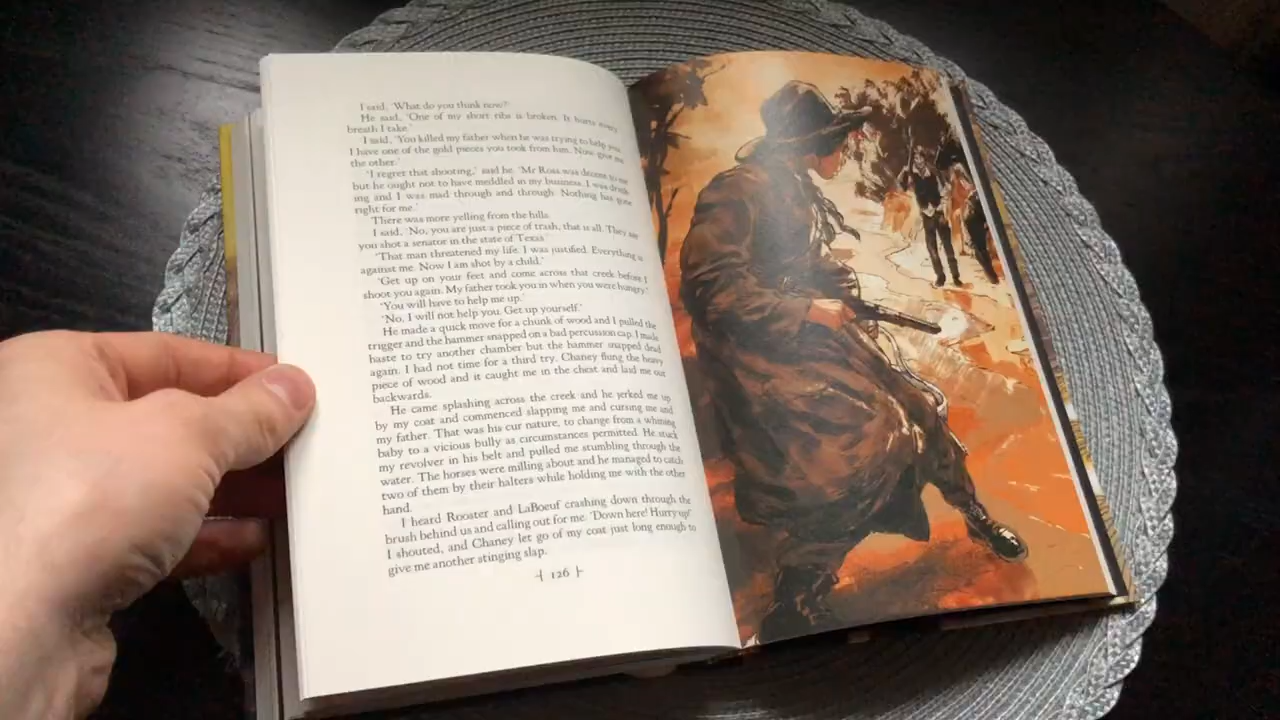 I said, 'What do you think now?'
He said, 'One of my short ribs is broken. It hurts every
breath I take.'
I said, 'You killed my father when he was trying to help you.
I have one of the gold pieces you took from him. Now give me
the other.'
'I regret that shooting,' said he. 'Mr Ross was decent to me
but he ought not to have meddled in my business. I was drink-
ing and I was mad through and through. Nothing has gone
right for me.'
There was more yelling from the hills.
I said, 'No, you are just a piece of trash, that is all. They say
you shot a senator in the state of Texas.'
'That man threatened my life. I was justified. Everything is
against me. Now I am shot by a child.'
'Get up on your feet and come across that creek before I
shoot you again. My father took you in when you were hungry.'
'You will have to help me up.'
'No, I will not help you. Get up yourself.'
He made a quick move for a chunk of wood and I pulled the
trigger and the hammer snapped on a bad percussion cap. I made
haste to try another chamber but the hammer snapped dead
again. I had not time for a third try. Chaney flung the heavy
piece of wood and it caught me in the chest and laid me out
backwards.
He came splashing across the creek and he jerked me up
by my coat and commenced slapping me and cursing me and
my father. That was his cur nature, to change from a whining
baby to a vicious bully as circumstances permitted. He stuck
my revolver in his belt and pulled me stumbling through the
water. The horses were milling about and he managed to catch
two of them by their halters while holding me with the other
hand.
I heard Rooster and LaBoeuf crashing down through the
brush behind us and calling out for me. 'Down here! Hurry up!'
I shouted, and Chaney let go of my coat just long enough to
give me another stinging slap.
126